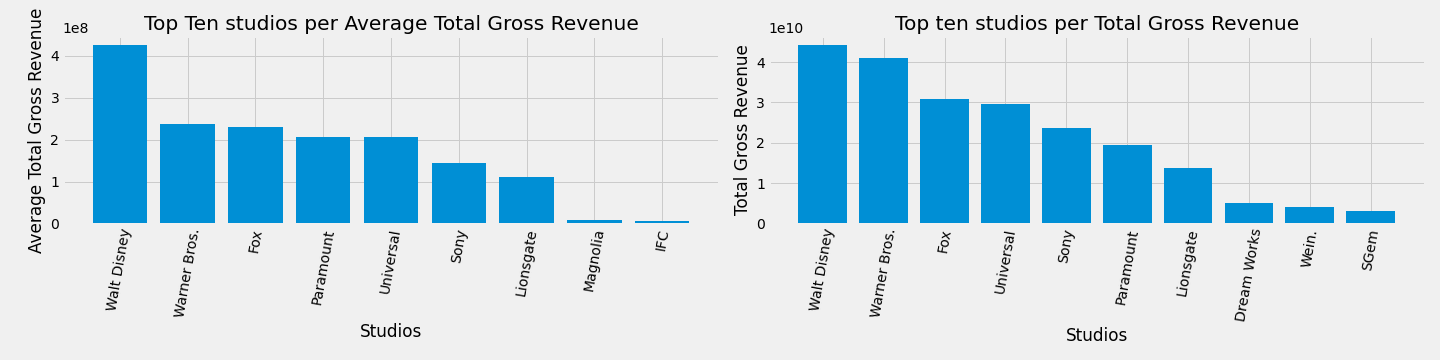 Top Ten studios per Average Total Gross Revenue
1e8
Average Total Gross Revenue
4
3
2
1
0
Walt Disney
Warner Bros.
Fox
Paramount
Universal
Sony
Lionsgate
Magnolia
IFC
Studios
Top ten studios per Total Gross Revenue
1e10
Total Gross Revenue
4
3
2
1
0
Walt Disney
Warner Bros.
Fox
Universal
Sony
Paramount
Lionsgate
Dream Works
Wein.
SGem
Studios